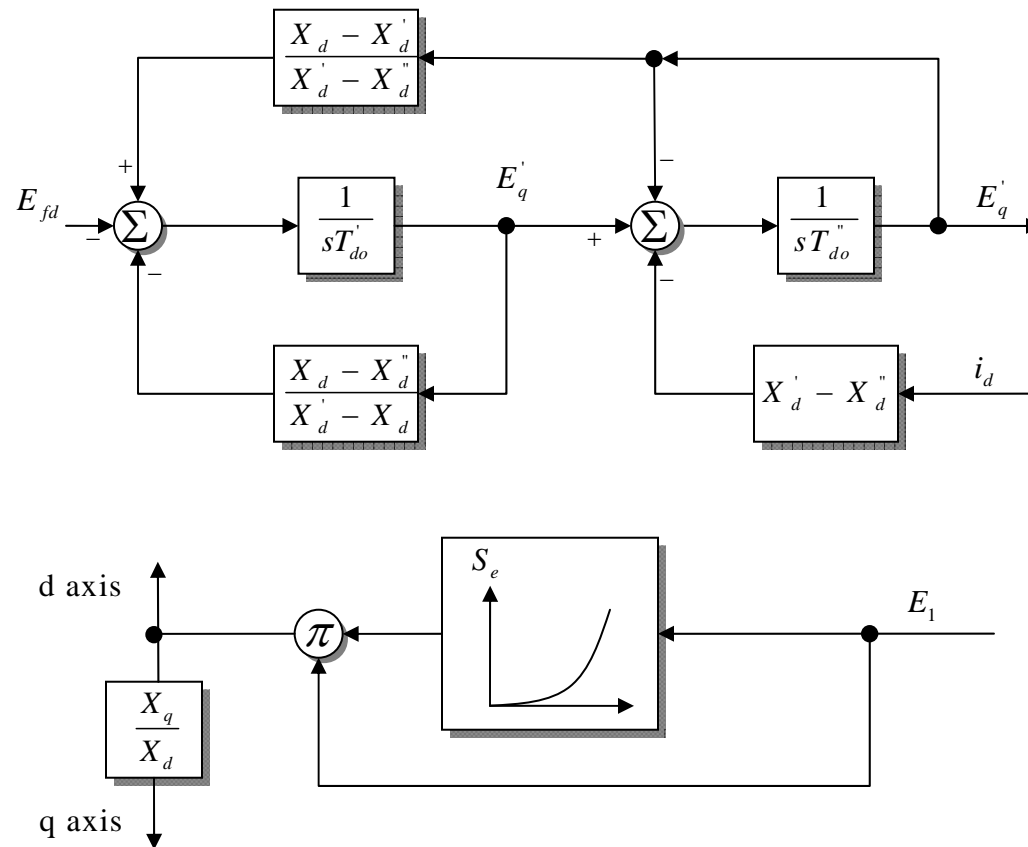 X_d − X_d'
X_d' − X_d''
+
−
E_fd
−
Σ
−
1
sT_do'
E_q'
+
Σ
−
1
sT_do''
E_q'
X_d − X_d''
X_d' − X_d
X_d' − X_d''
i_d
d axis
S_e
E_1
π
X_q
X_d
q axis